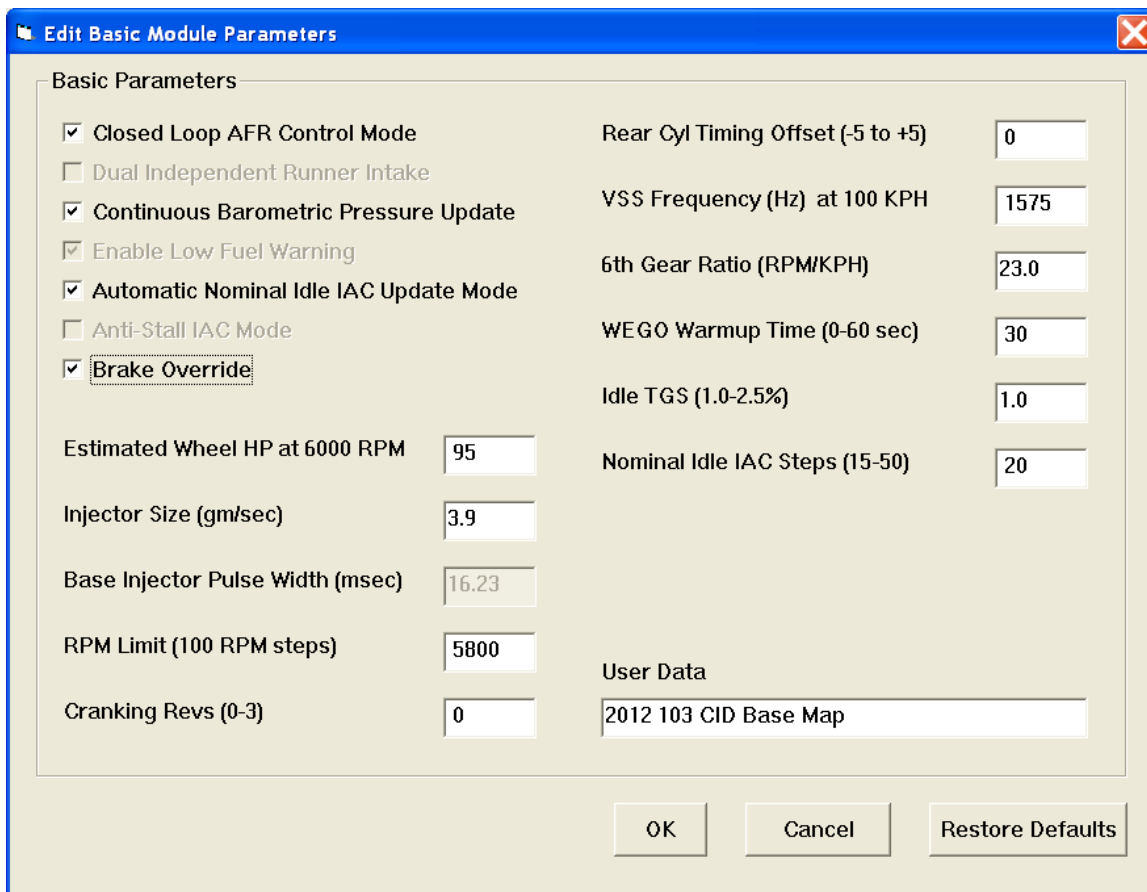 Edit Basic Module Parameters
Basic Parameters
Closed Loop AFR Control Mode
Dual Independent Runner Intake
Continuous Barometric Pressure Update
Enable Low Fuel Warning
Automatic Nominal Idle IAC Update Mode
Anti-Stall IAC Mode
Brake Override
Estimated Wheel HP at 6000 RPM 95
Injector Size (gm/sec) 3.9
Base Injector Pulse Width (msec) 16.23
RPM Limit (100 RPM steps) 5800
Cranking Revs (0-3) 0
Rear Cyl Timing Offset (-5 to +5) 0
VSS Frequency (Hz) at 100 KPH 1575
6th Gear Ratio (RPM/KPH) 23.0
WEGO Warmup Time (0-60 sec) 30
Idle TGS (1.0-2.5%) 1.0
Nominal Idle IAC Steps (15-50) 20
User Data
2012 103 CID Base Map
OK Cancel Restore Defaults